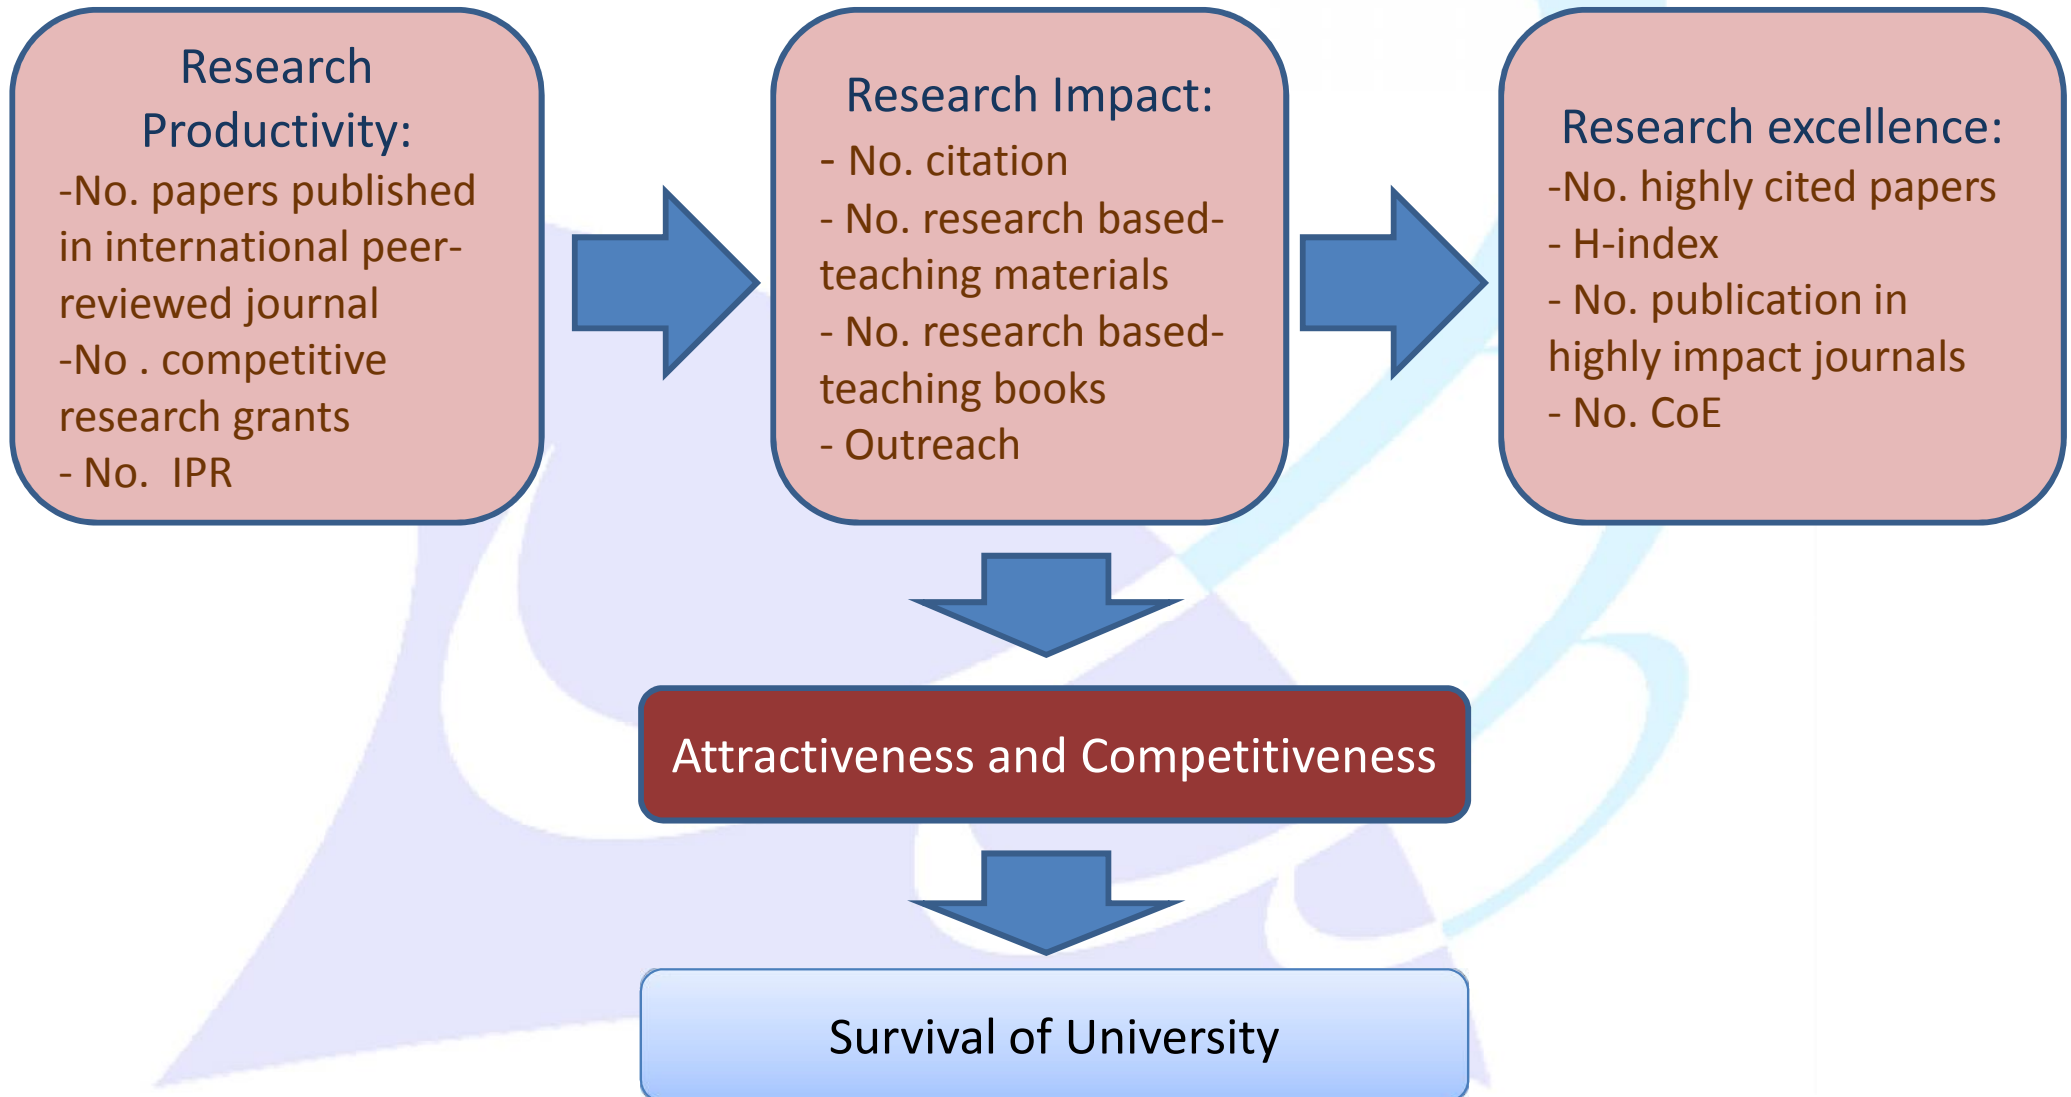 Research
Productivity:
-No. papers published
in international peer-
reviewed journal
-No . competitive
research grants
- No.  IPR
Research Impact:
- No. citation
- No. research based-
teaching materials
- No. research based-
teaching books
- Outreach
Research excellence:
-No. highly cited papers
- H-index
- No. publication in
highly impact journals
- No. CoE
Attractiveness and Competitiveness
Survival of University